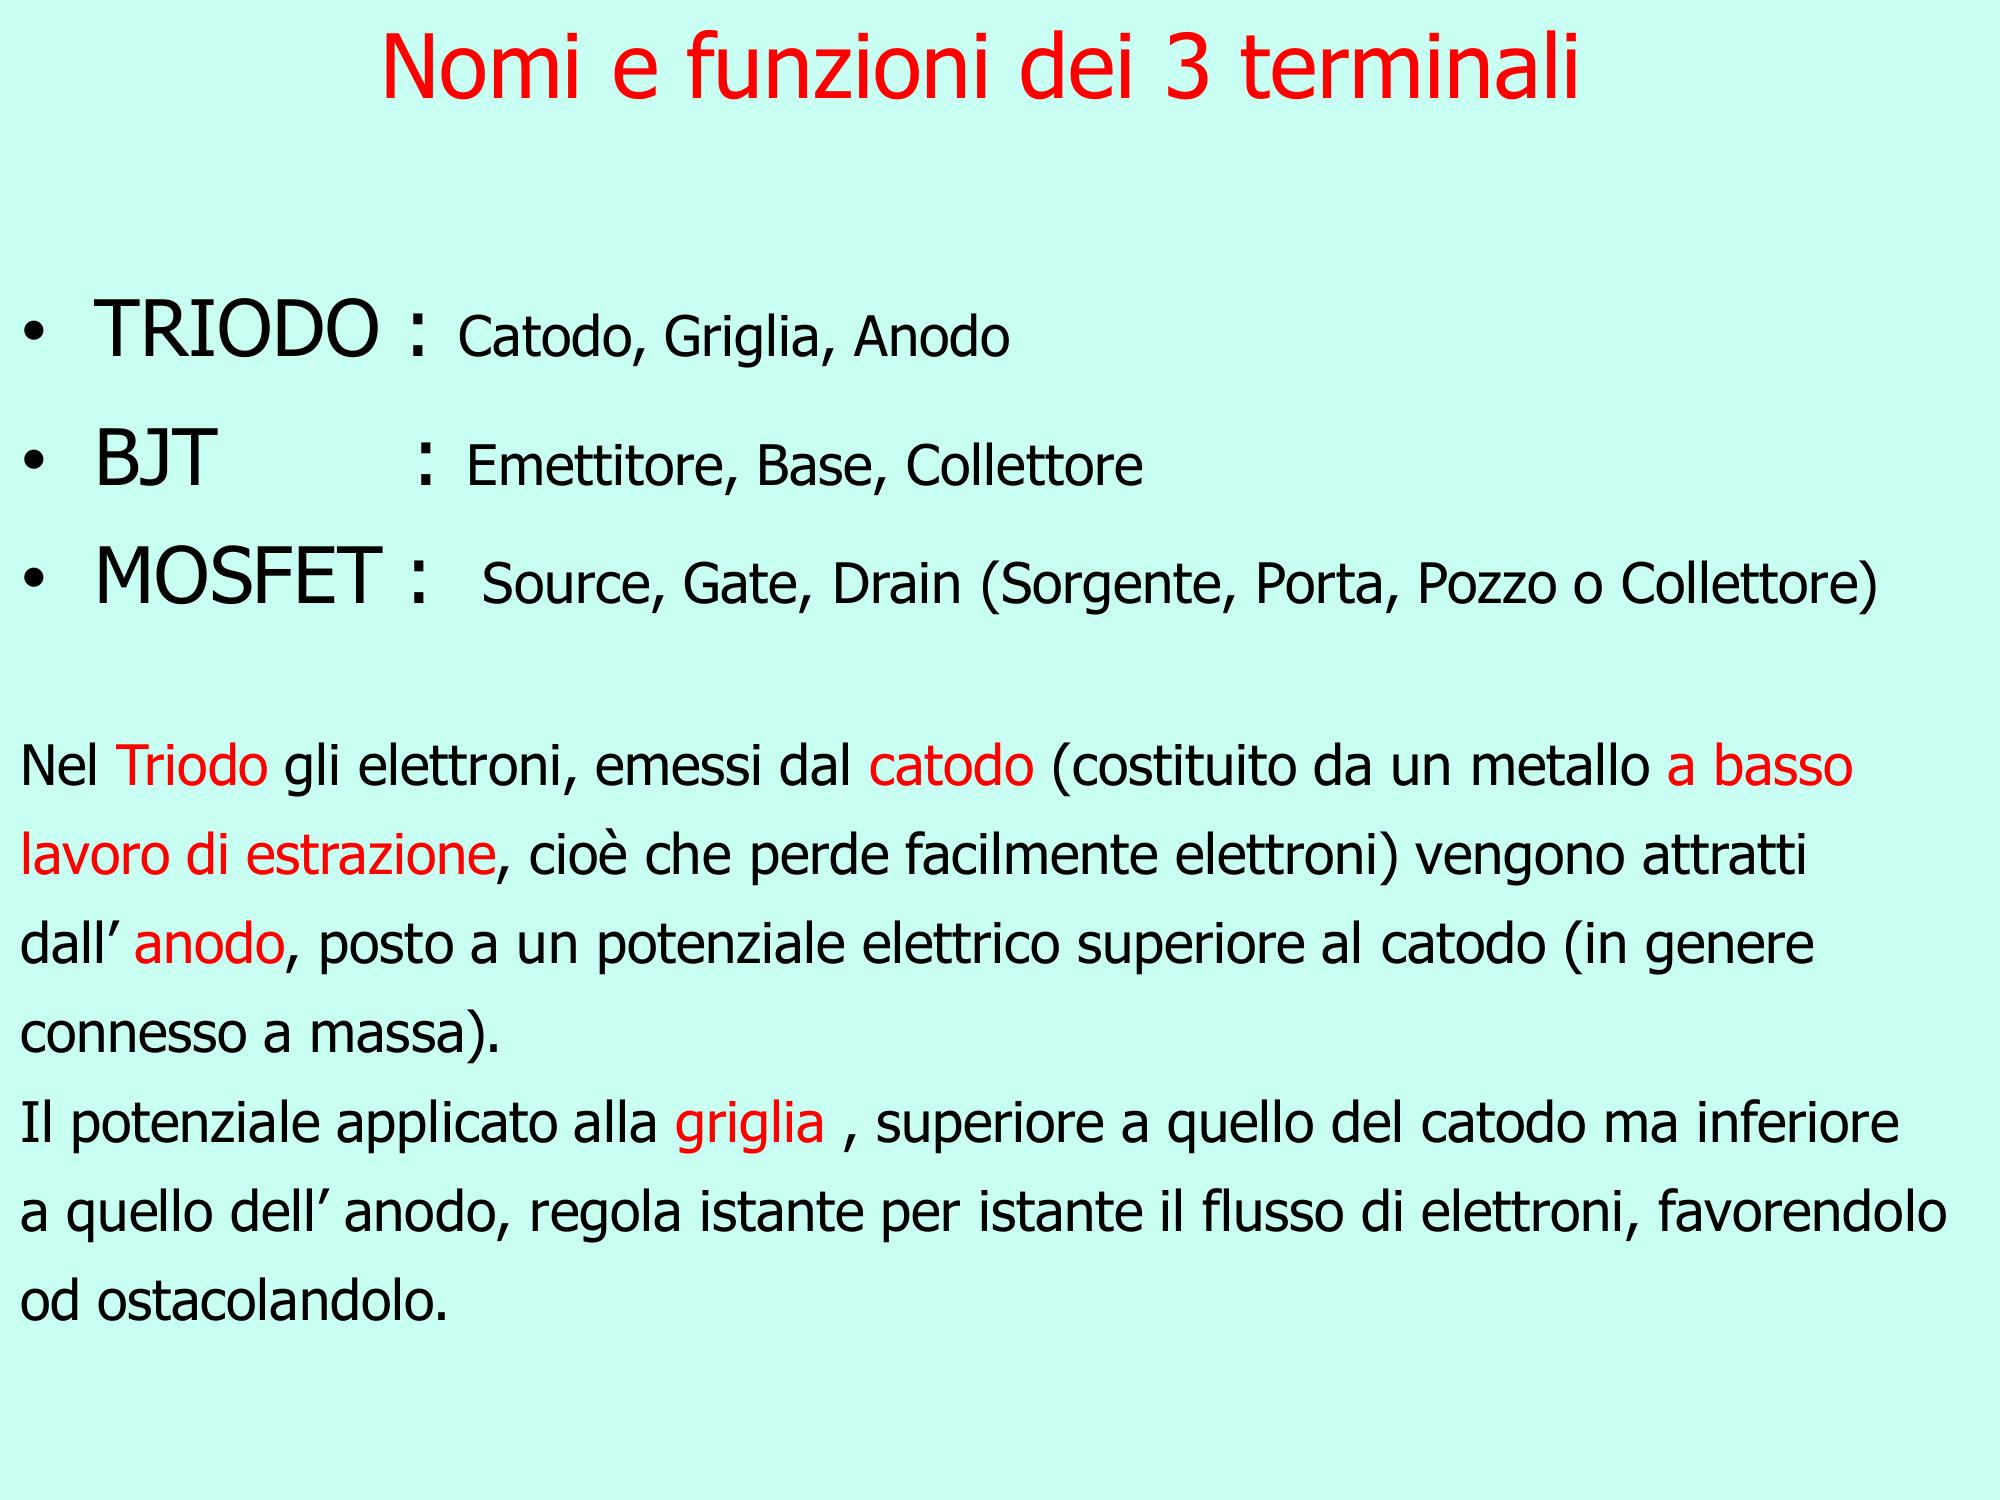 Nomi e funzioni dei 3 terminali
• TRIODO : Catodo, Griglia, Anodo
• BJT : Emettitore, Base, Collettore
• MOSFET : Source, Gate, Drain (Sorgente, Porta, Pozzo o Collettore)
Nel Triodo gli elettroni, emessi dal catodo (costituito da un metallo a basso
lavoro di estrazione, cioè che perde facilmente elettroni) vengono attratti
dall’ anodo, posto a un potenziale elettrico superiore al catodo (in genere
connesso a massa).
Il potenziale applicato alla griglia , superiore a quello del catodo ma inferiore
a quello dell’ anodo, regola istante per istante il flusso di elettroni, favorendolo
od ostacolandolo.